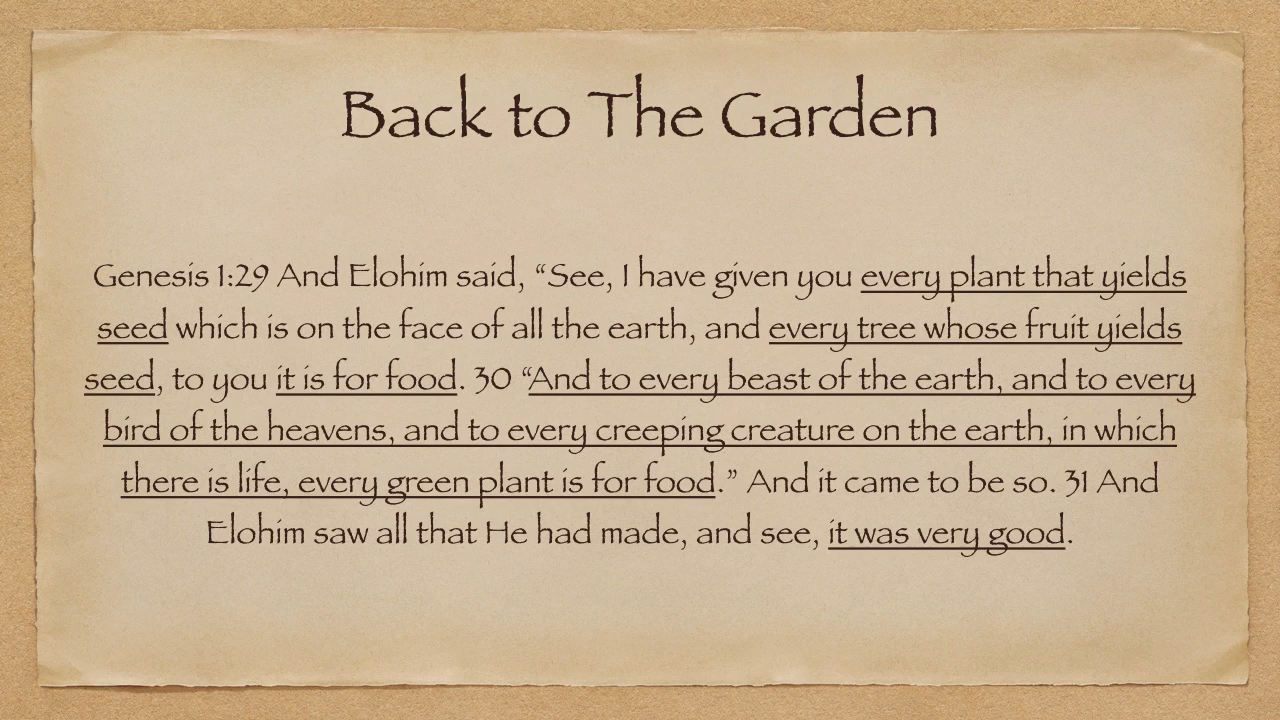 Back to The Garden
Genesis 1:29 And Elohim said, “See, I have given you every plant that yields
seed which is on the face of all the earth, and every tree whose fruit yields
seed, to you it is for food. 30 “And to every beast of the earth, and to every
bird of the heavens, and to every creeping creature on the earth, in which
there is life, every green plant is for food.” And it came to be so. 31 And
Elohim saw all that He had made, and see, it was very good.